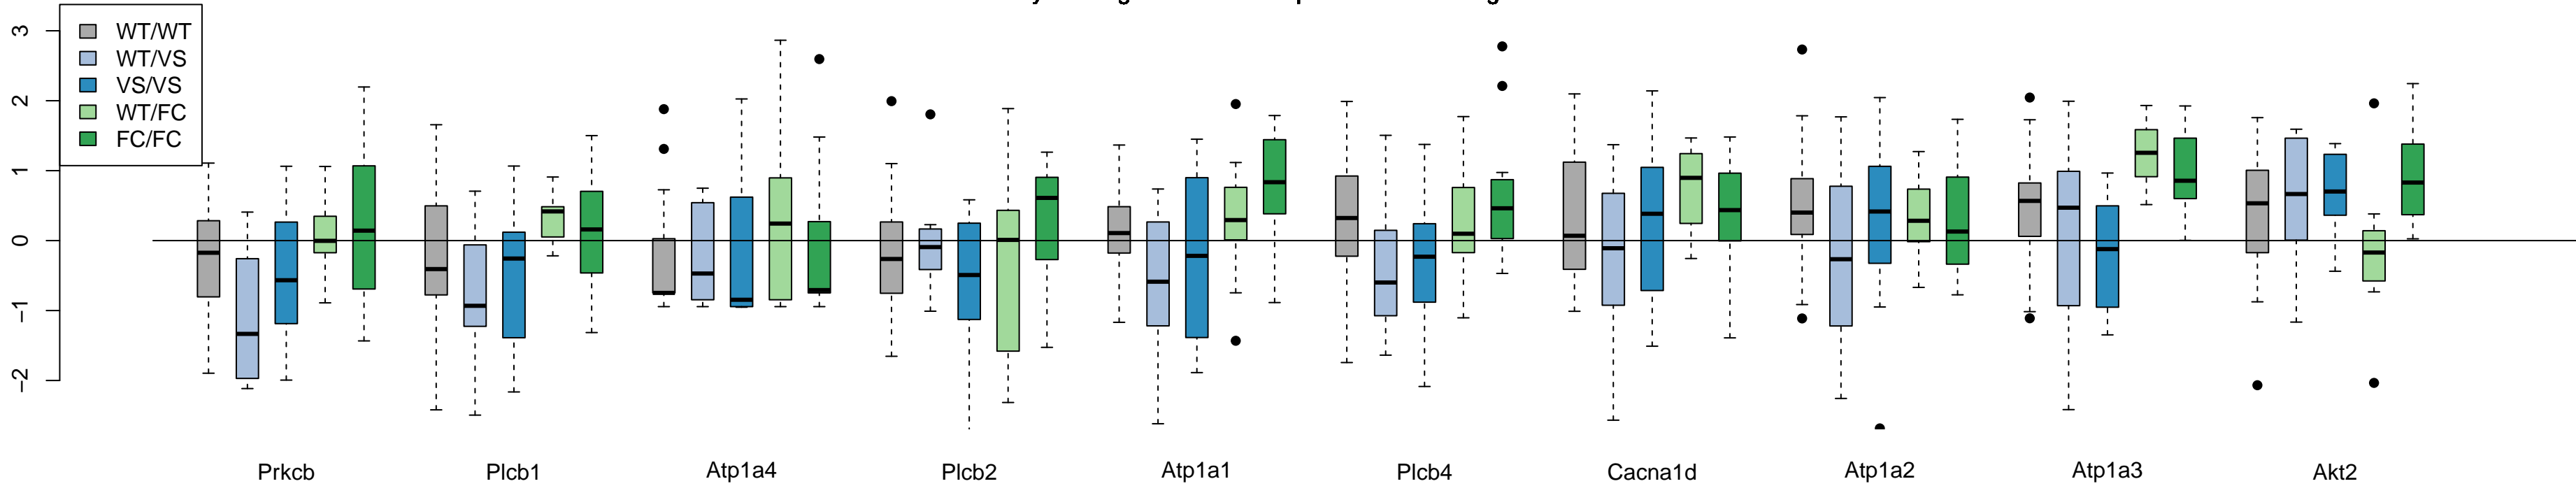 WT/WT
WT/VS
VS/VS
WT/FC
FC/FC
3
2
1
0
−1
−2
Prkcb Plcb1 Atp1a4 Plcb2 Atp1a1 Plcb4 Cacna1d Atp1a2 Atp1a3 Akt2